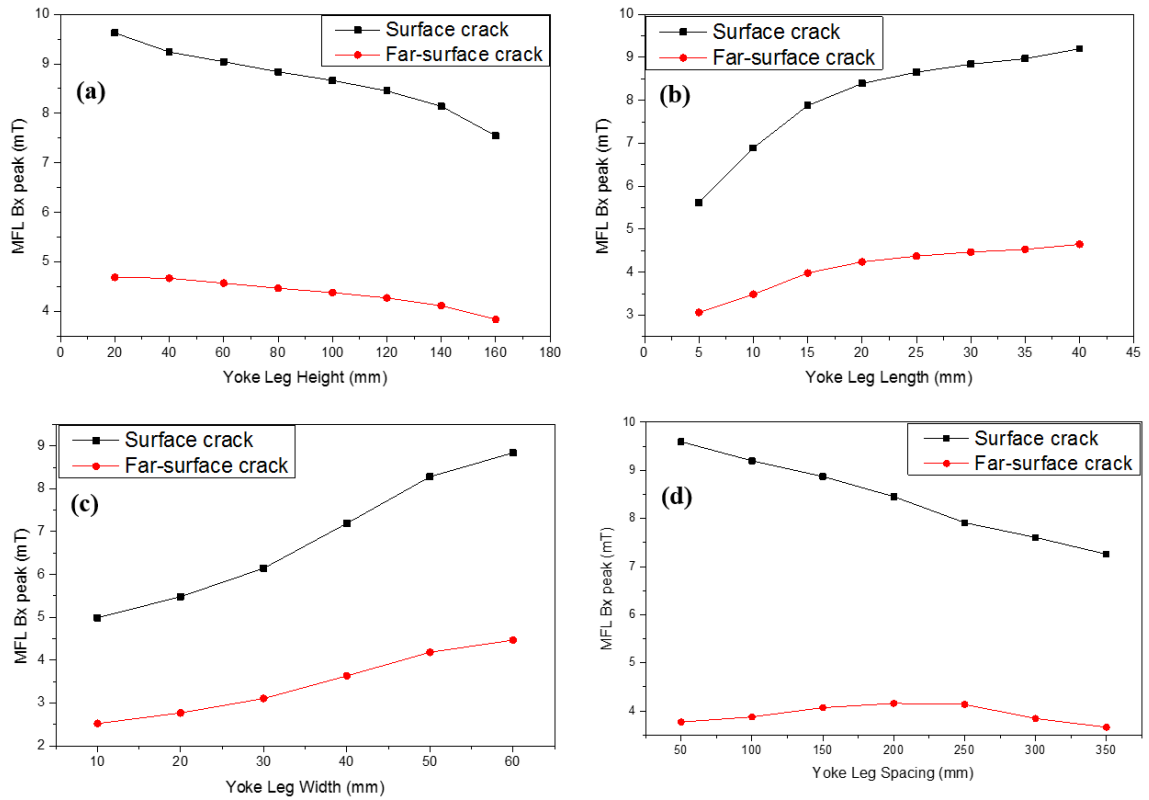 10
9
8
7
6
5
4
MFL Bx peak (mT)
Surface crack
Far-surface crack
(a)
0 20 40 60 80 100 120 140 160 180
Yoke Leg Height (mm)
10
9
8
7
6
5
4
3
MFL Bx peak (mT)
Surface crack
Far-surface crack
(b)
0 5 10 15 20 25 30 35 40 45
Yoke Leg Length (mm)
9
8
7
6
5
4
3
2
MFL Bx peak (mT)
Surface crack
Far-surface crack
(c)
10 20 30 40 50 60
Yoke Leg Width (mm)
10
9
8
7
6
5
4
MFL Bx peak (mT)
Surface crack
Far-surface crack
(d)
50 100 150 200 250 300 350
Yoke Leg Spacing (mm)